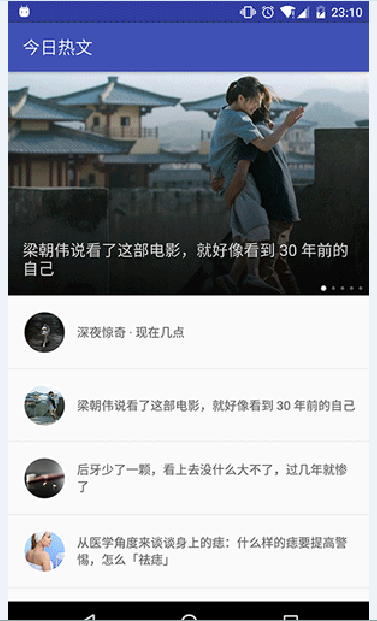 23:10
今日热文
梁朝伟说看了这部电影，就好像看到 30 年前的
自己
深夜惊奇 · 现在几点
梁朝伟说看了这部电影，就好像看到 30 年前的自己
后牙少了一颗，看上去没什么大不了，过几年就惨
了
从医学角度来谈谈身上的痣：什么样的痣要提高警
惕，怎么「祛痣」